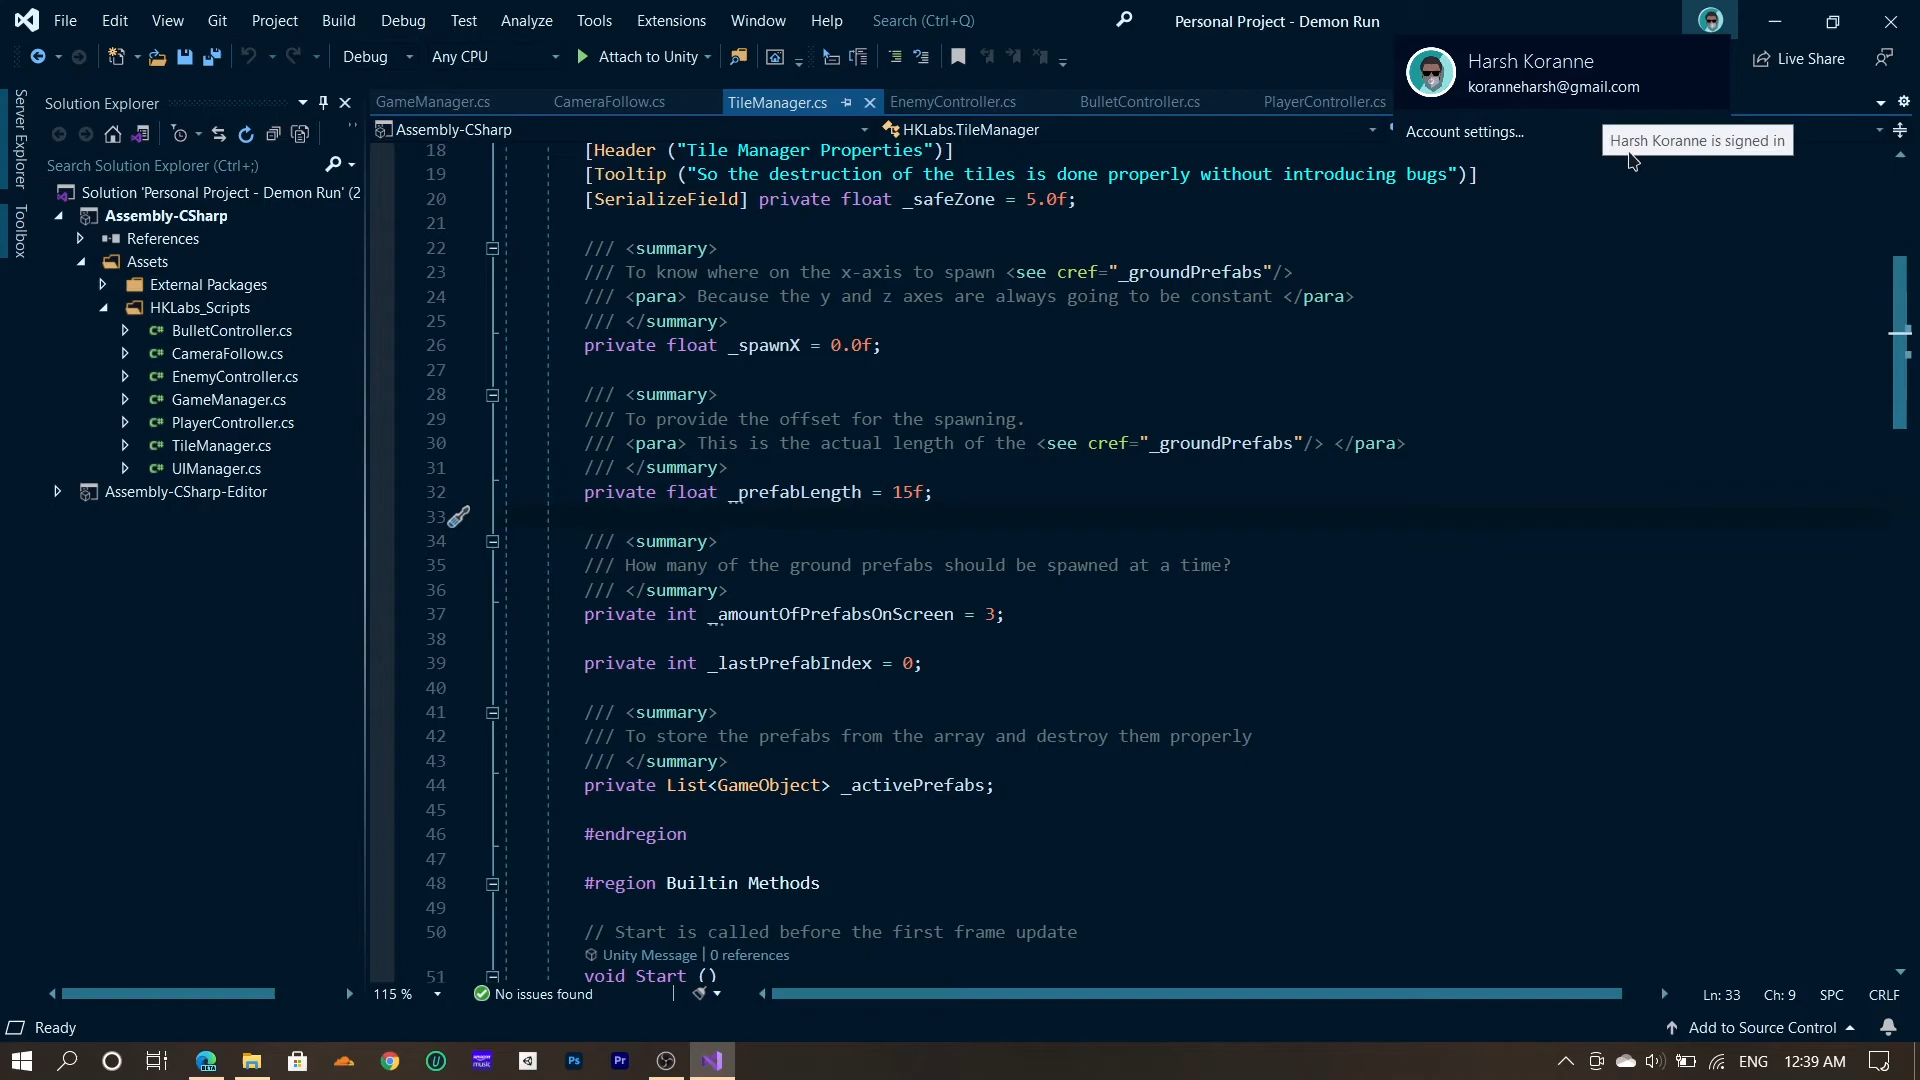 File Edit View Git Project Build Debug Test Analyze Tools Extensions Window Help Search (Ctrl+Q) Personal Project - Demon Run
Debug Any CPU Attach to Unity Live Share
Harsh Koranne
koranneharsh@gmail.com
Account settings...
Harsh Koranne is signed in
Server Explorer
Toolbox
Solution Explorer
Search Solution Explorer (Ctrl+;)
Solution 'Personal Project - Demon Run' (2
Assembly-CSharp
References
Assets
External Packages
HKLabs_Scripts
C# BulletController.cs
C# CameraFollow.cs
C# EnemyController.cs
C# GameManager.cs
C# PlayerController.cs
C# TileManager.cs
C# UIManager.cs
Assembly-CSharp-Editor
GameManager.cs CameraFollow.cs TileManager.cs EnemyController.cs BulletController.cs PlayerController.cs
Assembly-CSharp HKLabs.TileManager
18 [Header ("Tile Manager Properties")]
19 [Tooltip ("So the destruction of the tiles is done properly without introducing bugs")]
20 [SerializeField] private float _safeZone = 5.0f;
21
22 /// <summary>
23 /// To know where on the x-axis to spawn <see cref="_groundPrefabs"/>
24 /// <para> Because the y and z axes are always going to be constant </para>
25 /// </summary>
26 private float _spawnX = 0.0f;
27
28 /// <summary>
29 /// To provide the offset for the spawning.
30 /// <para> This is the actual length of the <see cref="_groundPrefabs"/> </para>
31 /// </summary>
32 private float _prefabLength = 15f;
33
34 /// <summary>
35 /// How many of the ground prefabs should be spawned at a time?
36 /// </summary>
37 private int _amountOfPrefabsOnScreen = 3;
38
39 private int _lastPrefabIndex = 0;
40
41 /// <summary>
42 /// To store the prefabs from the array and destroy them properly
43 /// </summary>
44 private List<GameObject> _activePrefabs;
45
46 #endregion
47
48 #region Builtin Methods
49
50 // Start is called before the first frame update
Unity Message | 0 references
51 void Start ()
115 % No issues found Ln: 33 Ch: 9 SPC CRLF
Ready Add to Source Control
BETA amazon music Ps Pr ENG 12:39 AM